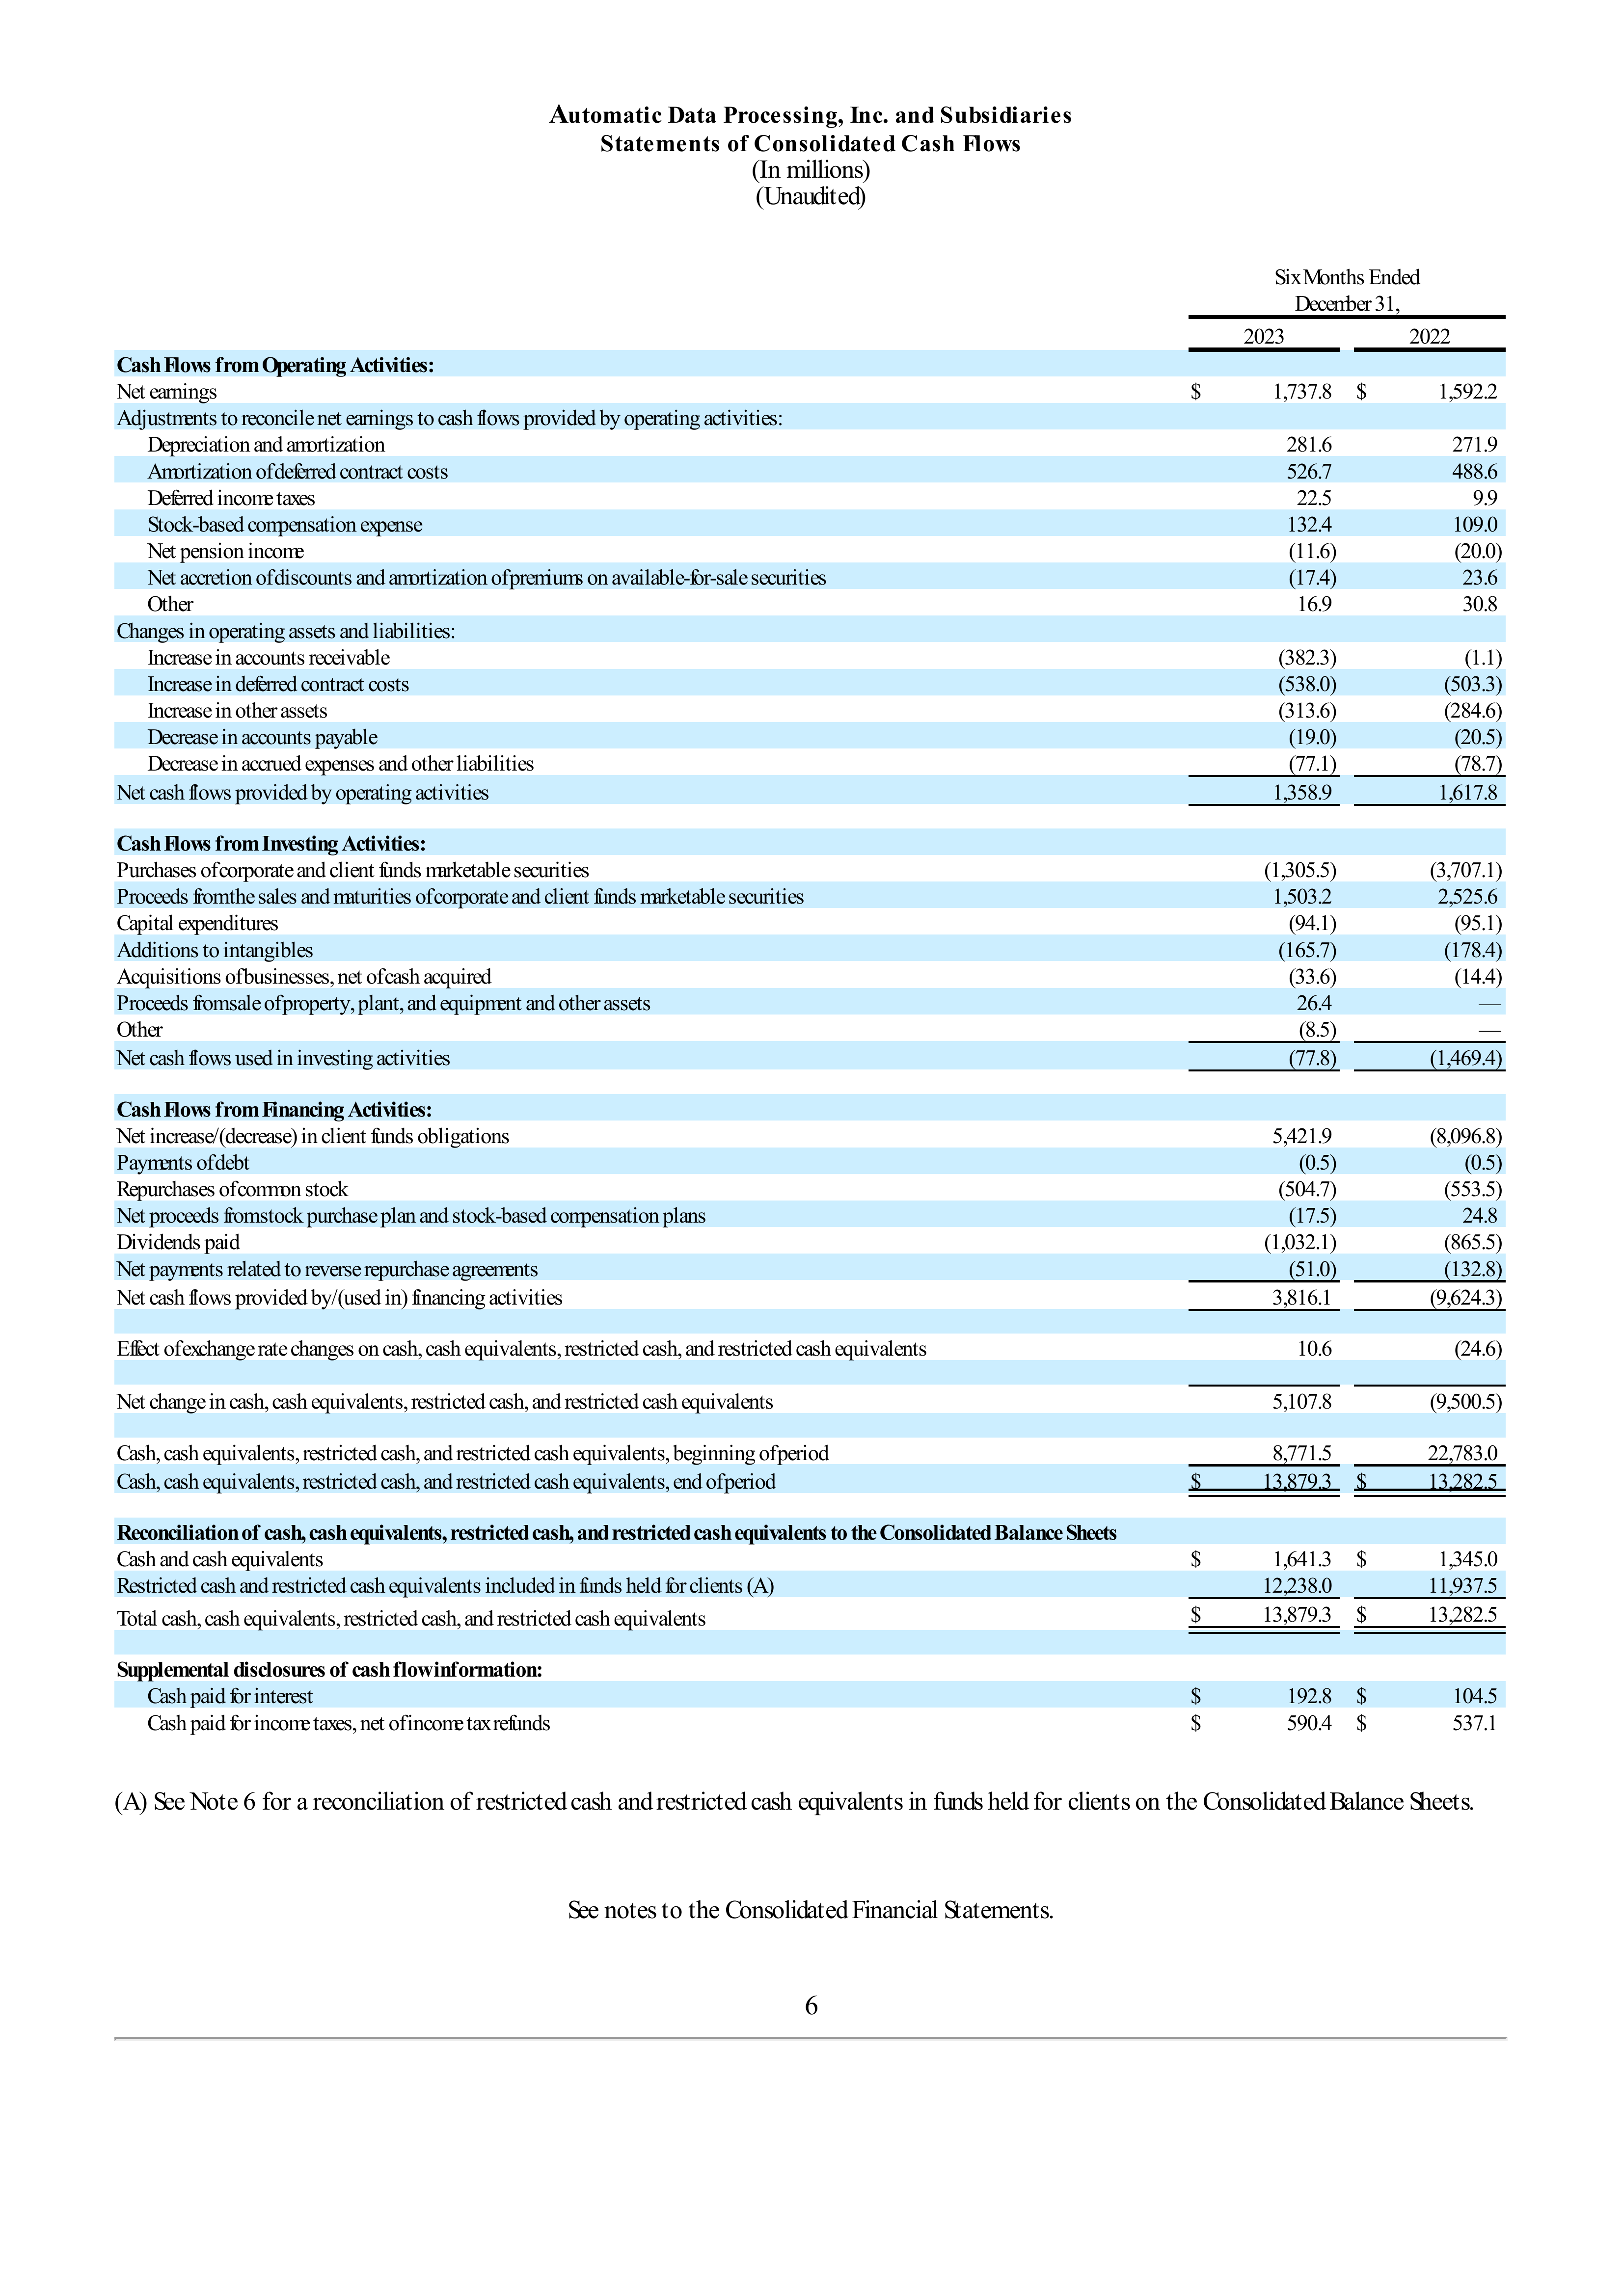 Automatic Data Processing, Inc. and Subsidiaries
Statements of Consolidated Cash Flows
(In millions)
(Unaudited)
Six Months Ended
December 31,
2023 2022
Cash Flows from Operating Activities:
Net earnings $ 1,737.8 $ 1,592.2
Adjustments to reconcile net earnings to cash flows provided by operating activities:
Depreciation and amortization 281.6 271.9
Amortization of deferred contract costs 526.7 488.6
Deferred income taxes 22.5 9.9
Stock-based compensation expense 132.4 109.0
Net pension income (11.6) (20.0)
Net accretion of discounts and amortization of premiums on available-for-sale securities (17.4) 23.6
Other 16.9 30.8
Changes in operating assets and liabilities:
Increase in accounts receivable (382.3) (1.1)
Increase in deferred contract costs (538.0) (503.3)
Increase in other assets (313.6) (284.6)
Decrease in accounts payable (19.0) (20.5)
Decrease in accrued expenses and other liabilities (77.1) (78.7)
Net cash flows provided by operating activities 1,358.9 1,617.8
Cash Flows from Investing Activities:
Purchases of corporate and client funds marketable securities (1,305.5) (3,707.1)
Proceeds from the sales and maturities of corporate and client funds marketable securities 1,503.2 2,525.6
Capital expenditures (94.1) (95.1)
Additions to intangibles (165.7) (178.4)
Acquisitions of businesses, net of cash acquired (33.6) (14.4)
Proceeds from sale of property, plant, and equipment and other assets 26.4 —
Other (8.5) —
Net cash flows used in investing activities (77.8) (1,469.4)
Cash Flows from Financing Activities:
Net increase/(decrease) in client funds obligations 5,421.9 (8,096.8)
Payments of debt (0.5) (0.5)
Repurchases of common stock (504.7) (553.5)
Net proceeds from stock purchase plan and stock-based compensation plans (17.5) 24.8
Dividends paid (1,032.1) (865.5)
Net payments related to reverse repurchase agreements (51.0) (132.8)
Net cash flows provided by/(used in) financing activities 3,816.1 (9,624.3)
Effect of exchange rate changes on cash, cash equivalents, restricted cash, and restricted cash equivalents 10.6 (24.6)
Net change in cash, cash equivalents, restricted cash, and restricted cash equivalents 5,107.8 (9,500.5)
Cash, cash equivalents, restricted cash, and restricted cash equivalents, beginning of period 8,771.5 22,783.0
Cash, cash equivalents, restricted cash, and restricted cash equivalents, end of period $ 13,879.3 $ 13,282.5
Reconciliation of cash, cash equivalents, restricted cash, and restricted cash equivalents to the Consolidated Balance Sheets
Cash and cash equivalents $ 1,641.3 $ 1,345.0
Restricted cash and restricted cash equivalents included in funds held for clients (A) 12,238.0 11,937.5
Total cash, cash equivalents, restricted cash, and restricted cash equivalents $ 13,879.3 $ 13,282.5
Supplemental disclosures of cash flow information:
Cash paid for interest $ 192.8 $ 104.5
Cash paid for income taxes, net of income tax refunds $ 590.4 $ 537.1
(A) See Note 6 for a reconciliation of restricted cash and restricted cash equivalents in funds held for clients on the Consolidated Balance Sheets.
See notes to the Consolidated Financial Statements.
6